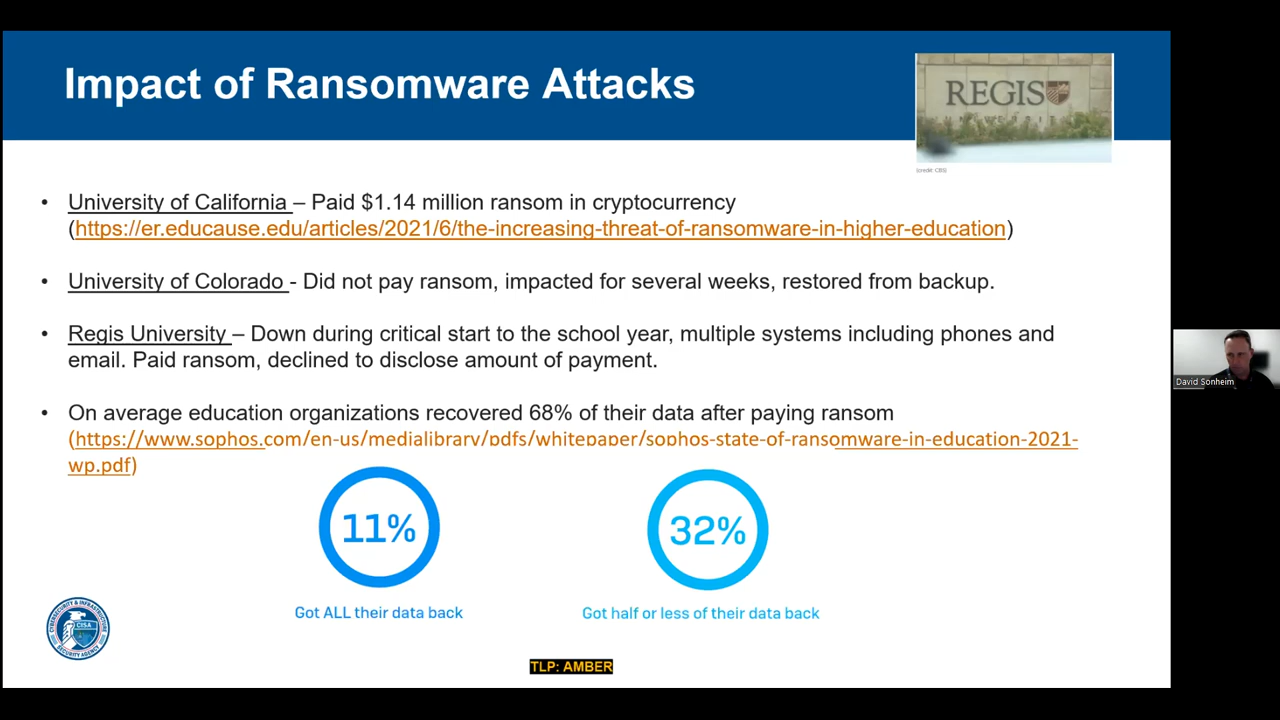 Impact of Ransomware Attacks
REGIS
UNIVERSITY
(credit: CBS)
• University of California – Paid $1.14 million ransom in cryptocurrency
(https://er.educause.edu/articles/2021/6/the-increasing-threat-of-ransomware-in-higher-education)
• University of Colorado - Did not pay ransom, impacted for several weeks, restored from backup.
• Regis University – Down during critical start to the school year, multiple systems including phones and
email. Paid ransom, declined to disclose amount of payment.
• On average education organizations recovered 68% of their data after paying ransom
(https://www.sophos.com/en-us/medialibrary/pdfs/whitepaper/sophos-state-of-ransomware-in-education-2021-
wp.pdf)
11%
32%
Got ALL their data back
Got half or less of their data back
CYBERSECURITY & INFRASTRUCTURE
CISA
SECURITY AGENCY
TLP: AMBER
David Sonheim